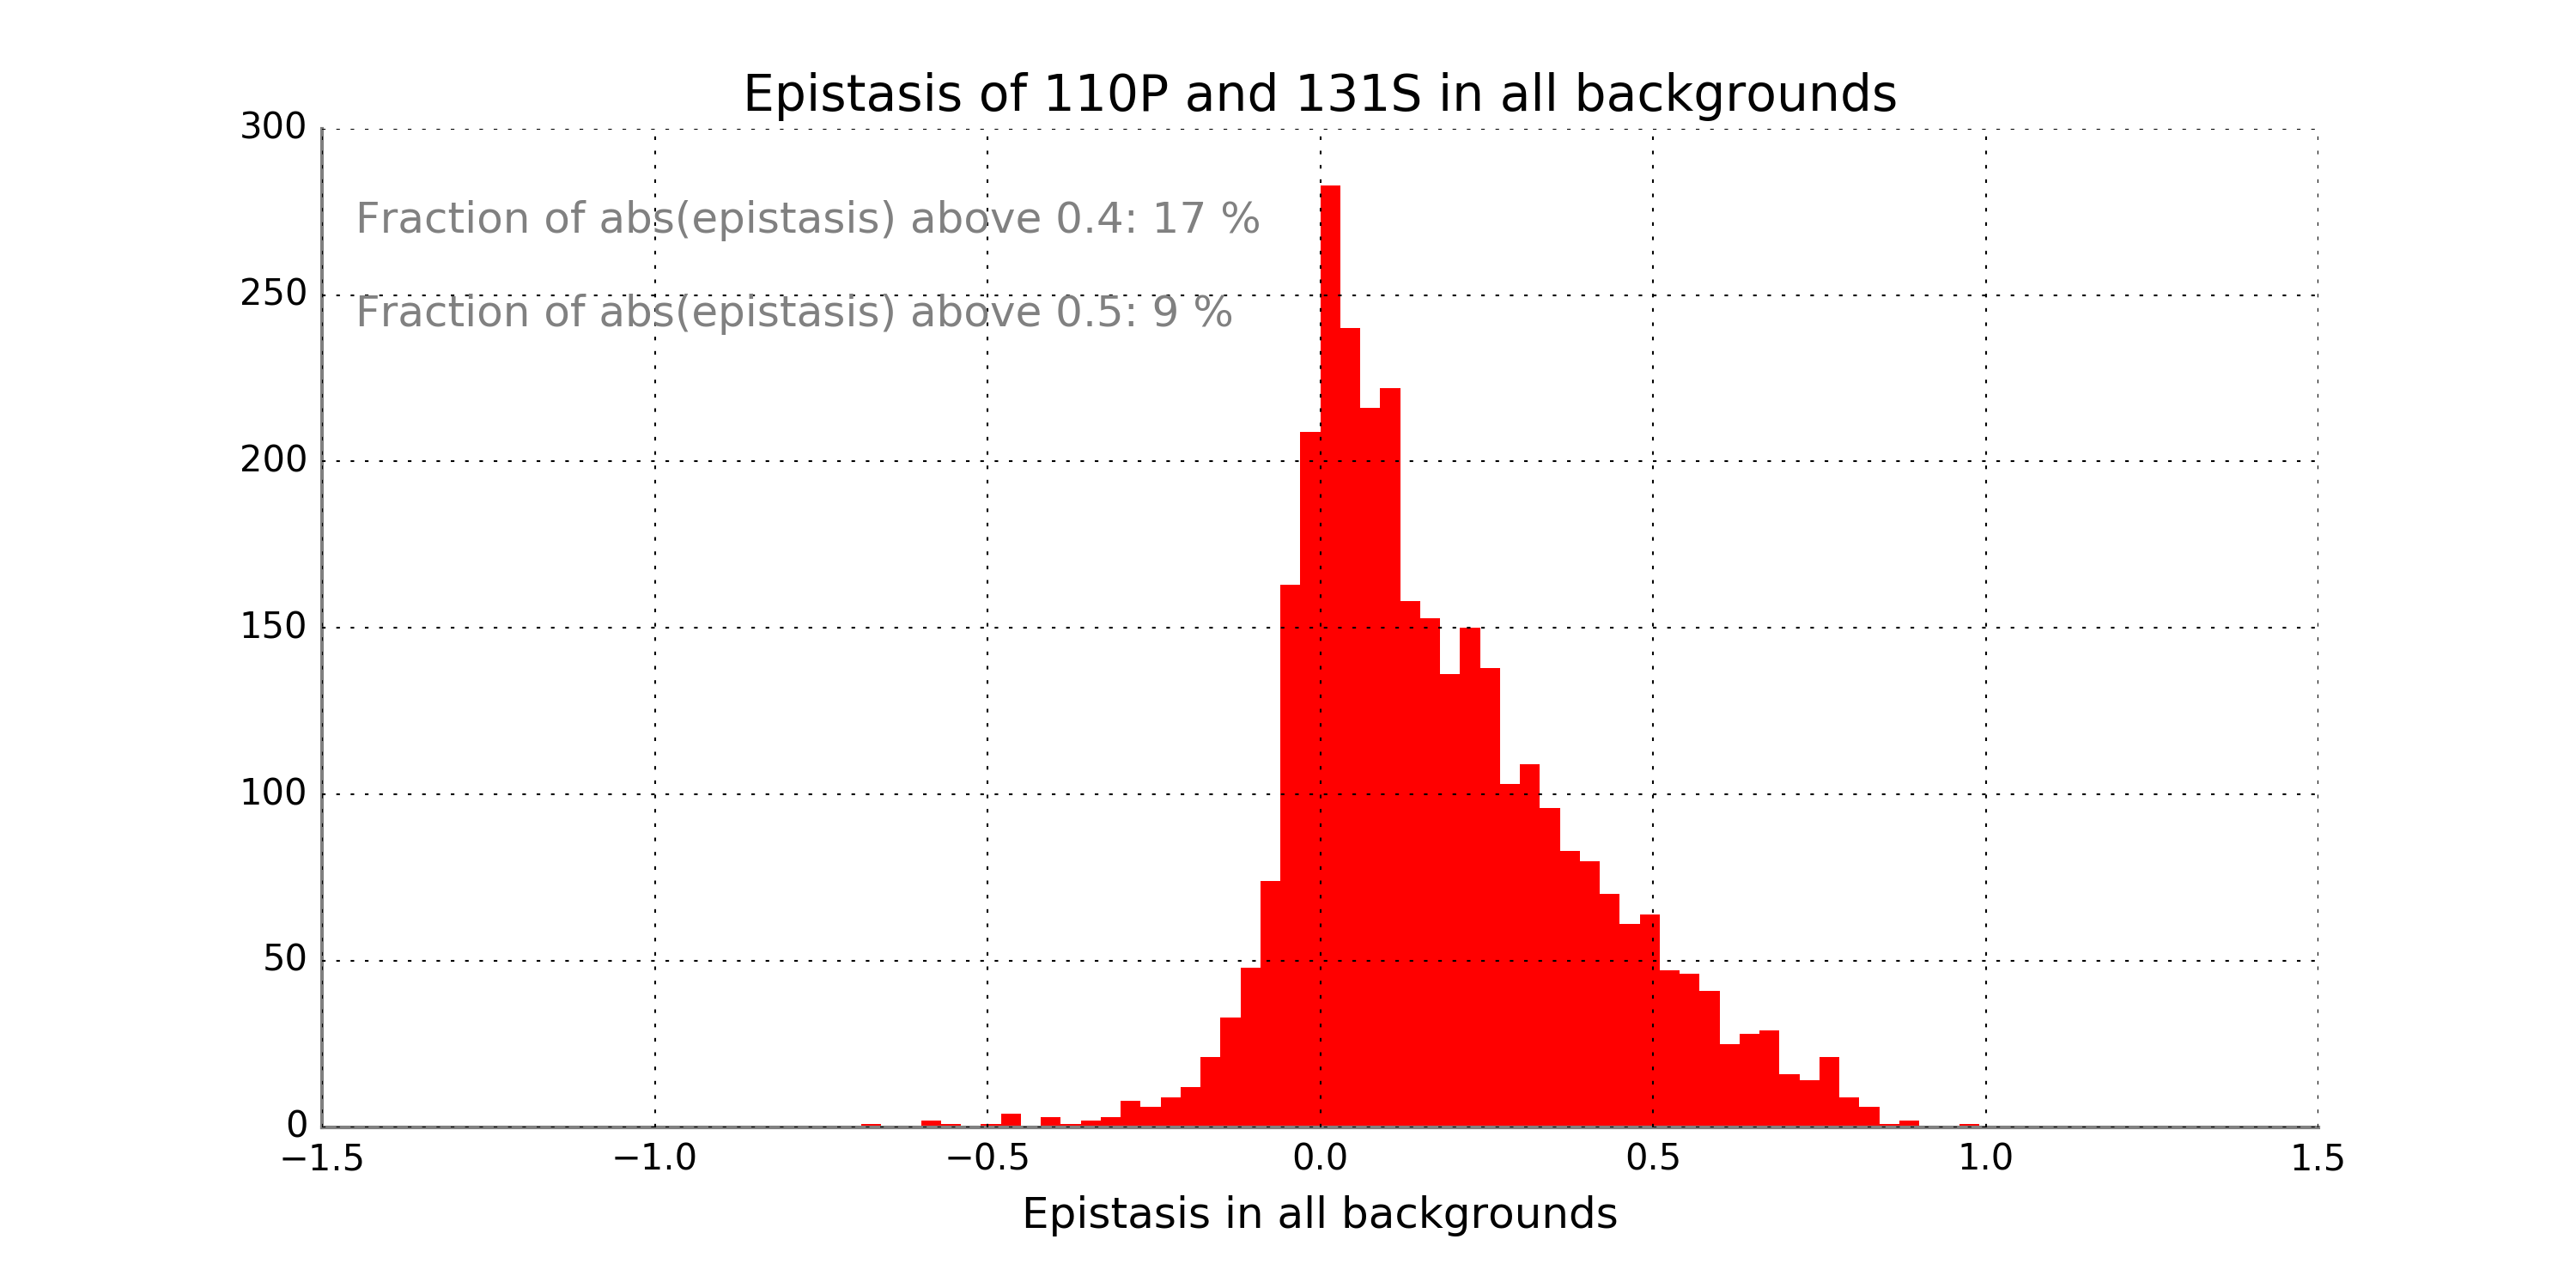 Epistasis of 110P and 131S in all backgrounds
300
Fraction of abs(epistasis) above 0.4: 17 %
250
Fraction of abs(epistasis) above 0.5: 9 %
200
150
100
50
0
−1.5 −1.0 −0.5 0.0 0.5 1.0 1.5
Epistasis in all backgrounds